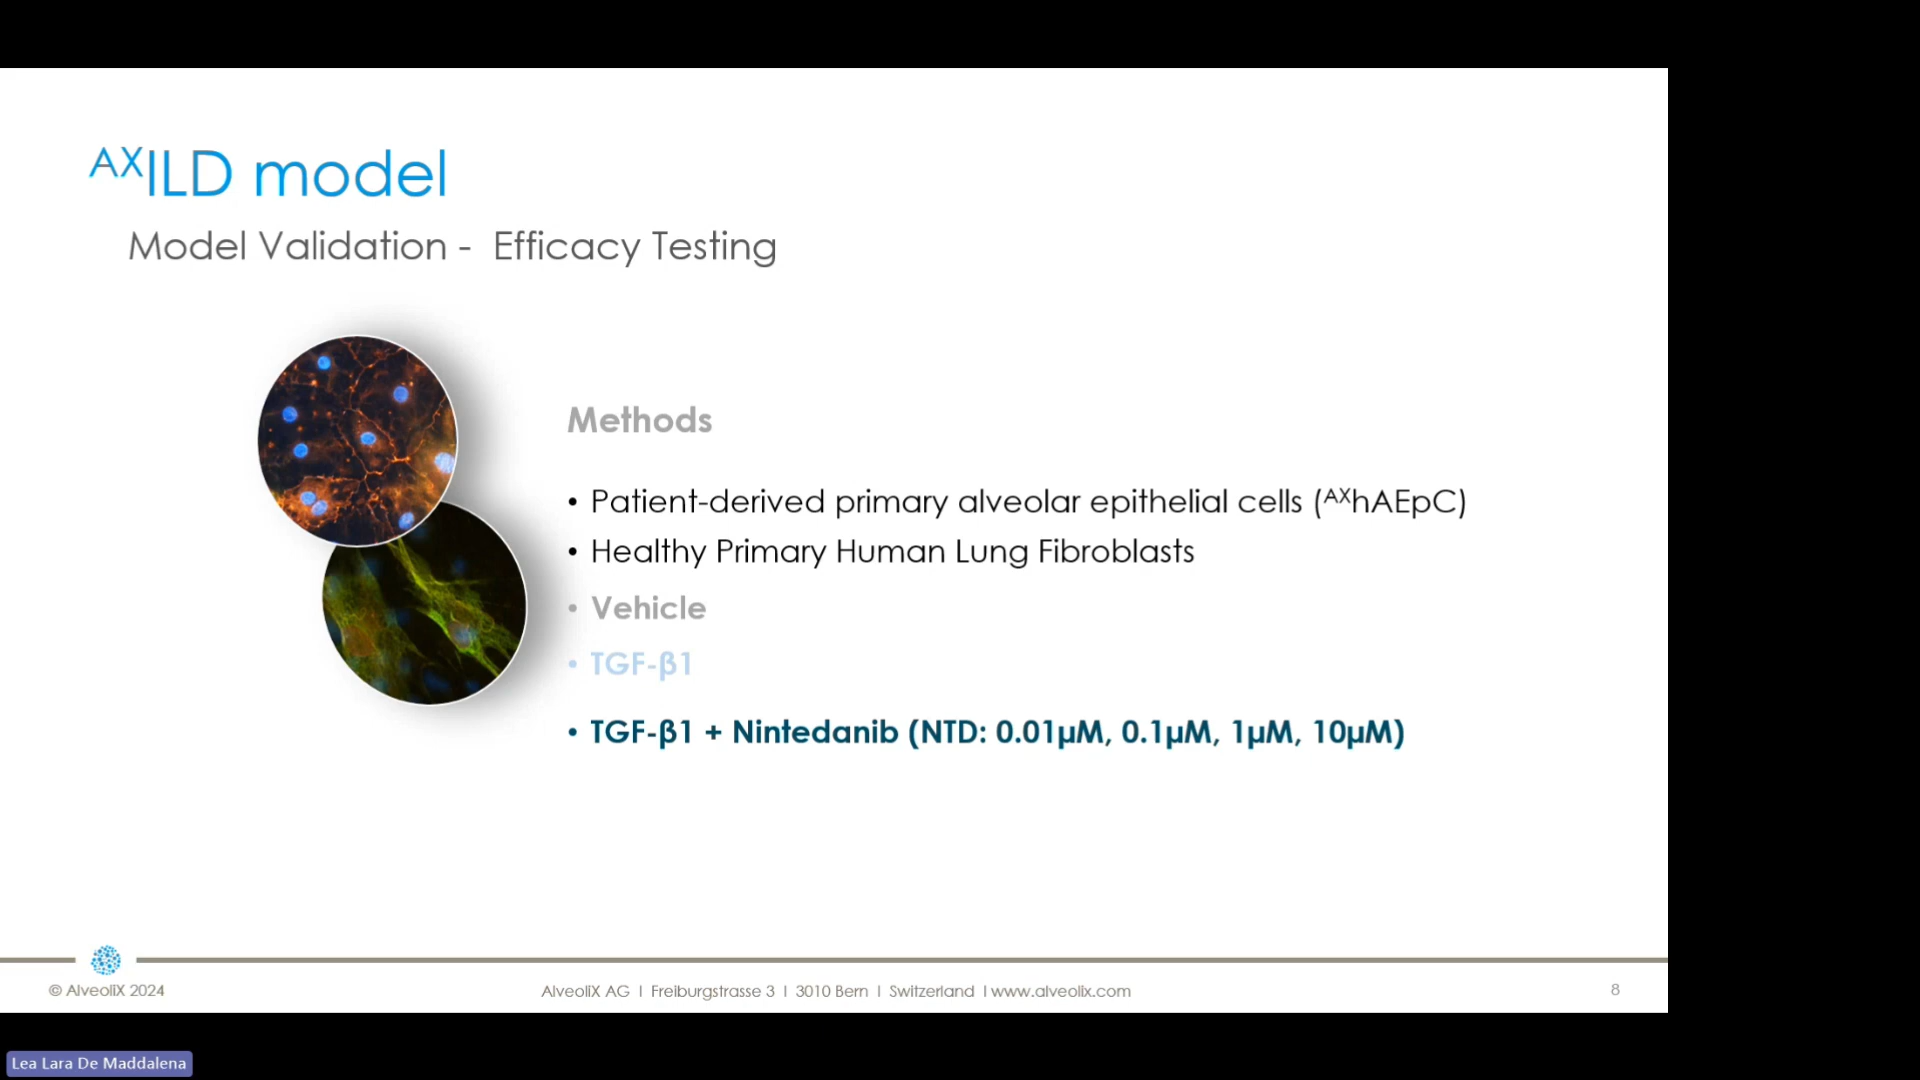 AXILD model
Model Validation - Efficacy Testing
Methods
• Patient-derived primary alveolar epithelial cells (AXhAEpC)
• Healthy Primary Human Lung Fibroblasts
• Vehicle
• TGF-β1
• TGF-β1 + Nintedanib (NTD: 0.01µM, 0.1µM, 1µM, 10µM)
© AlveoliX 2024
AlveoliX AG | Freiburgstrasse 3 | 3010 Bern | Switzerland | www.alveolix.com
8
Lea Lara De Maddalena